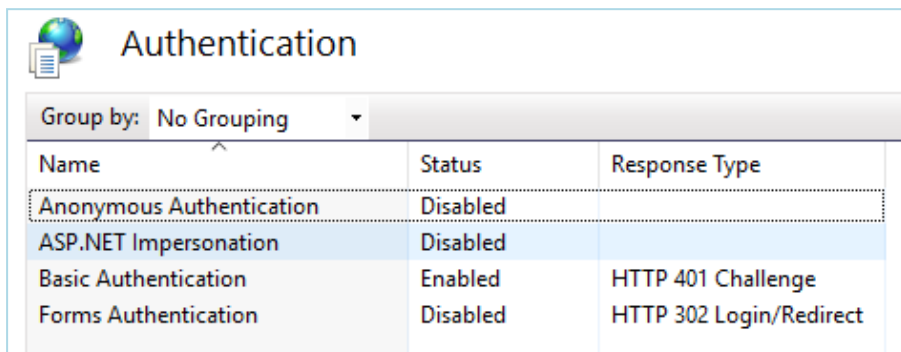 Authentication
Group by: No Grouping
Name Status Response Type
Anonymous Authentication Disabled
ASP.NET Impersonation Disabled
Basic Authentication Enabled HTTP 401 Challenge
Forms Authentication Disabled HTTP 302 Login/Redirect